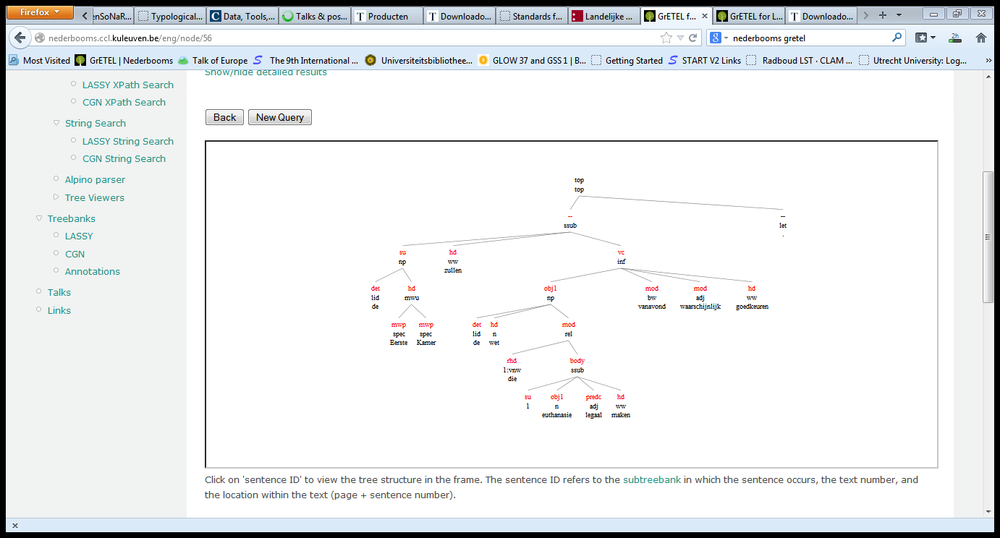 Firefox
enSoNaR...
Typological...
Data, Tools,...
Talks & pos...
Producten
Downloado...
Standards f...
Landelijke ...
GrETEL f...
GrETEL for L...
Downloado...
nederbooms.ccl.kuleuven.be/eng/node/56
nederbooms gretel
2h
Most Visited
GrETEL | Nederbooms
Talk of Europe
The 9th International ...
Universiteitsbibliothee...
GLOW 37 and GSS 1 | B...
Getting Started
START V2 Links
Radboud LST · CLAM ...
Utrecht University: Log...
Show/hide detailed results
LASSY XPath Search
CGN XPath Search
String Search
LASSY String Search
CGN String Search
Alpino parser
Tree Viewers
Treebanks
LASSY
CGN
Annotations
Talks
Links
Back New Query
top
top
-- --
ssub let
.
su hd vc
np ww inf
zullen
det hd obj1 mod mod hd
lid mwu np bw adj ww
de vanavond waarschijnlijk goedkeuren
mwp mwp det hd mod
spec spec lid n rel
Eerste Kamer de wet
rhd body
1:vnw ssub
die
su obj1 predc hd
1 n adj ww
euthanasie legaal maken
Click on 'sentence ID' to view the tree structure in the frame. The sentence ID refers to the subtreebank in which the sentence occurs, the text number, and
the location within the text (page + sentence number).